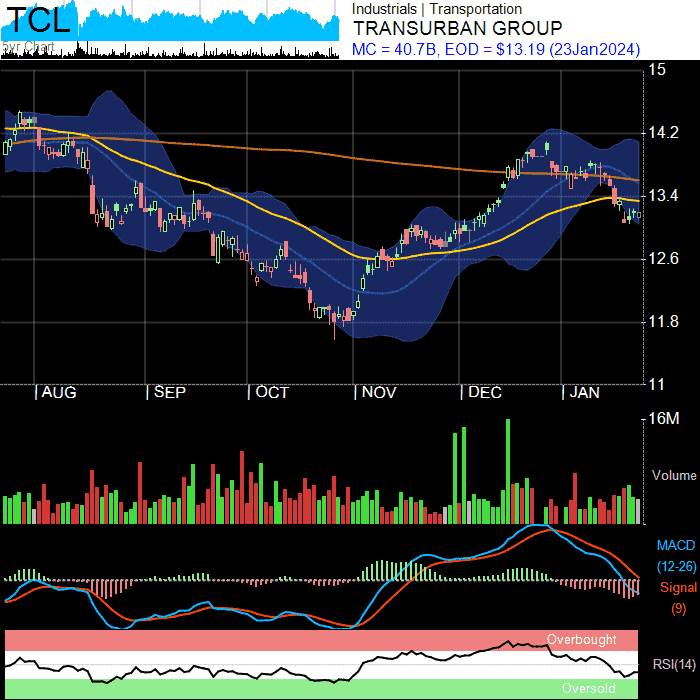 TCL
5yr Chart
Industrials | Transportation
TRANSURBAN GROUP
MC = 40.7B, EOD = $13.19 (23Jan2024)
15
14.2
13.4
12.6
11.8
11
| AUG | SEP | OCT | NOV | DEC | JAN
16M
Volume
MACD
(12-26)
Signal
(9)
Overbought
RSI(14)
Oversold